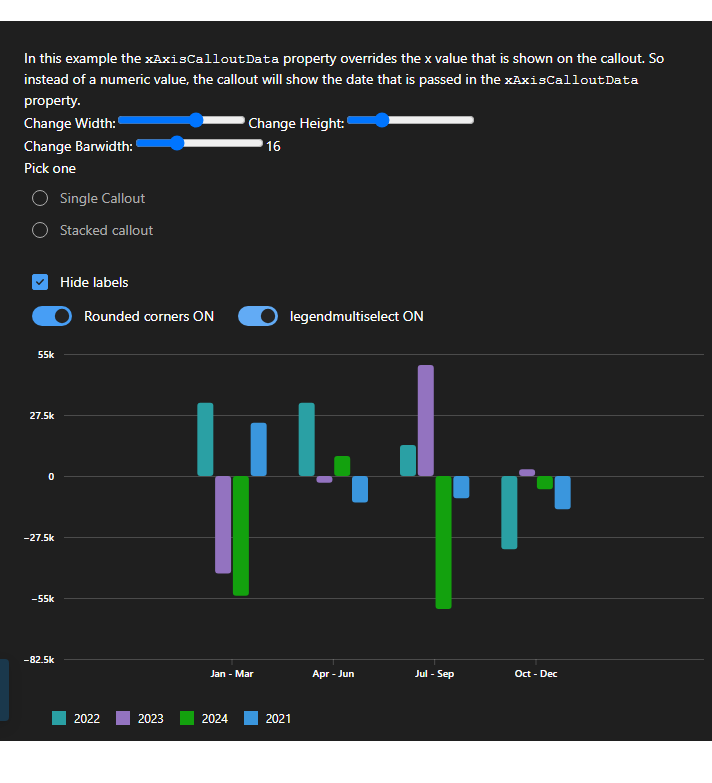 In this example the xAxisCalloutData property overrides the x value that is shown on the callout. So
instead of a numeric value, the callout will show the date that is passed in the xAxisCalloutData
property.
Change Width: Change Height:
Change Barwidth: 16
Pick one
Single Callout
Stacked callout
Hide labels
Rounded corners ON legendmultiselect ON
55k
27.5k
0
−27.5k
−55k
−82.5k
Jan - Mar Apr - Jun Jul - Sep Oct - Dec
2022 2023 2024 2021